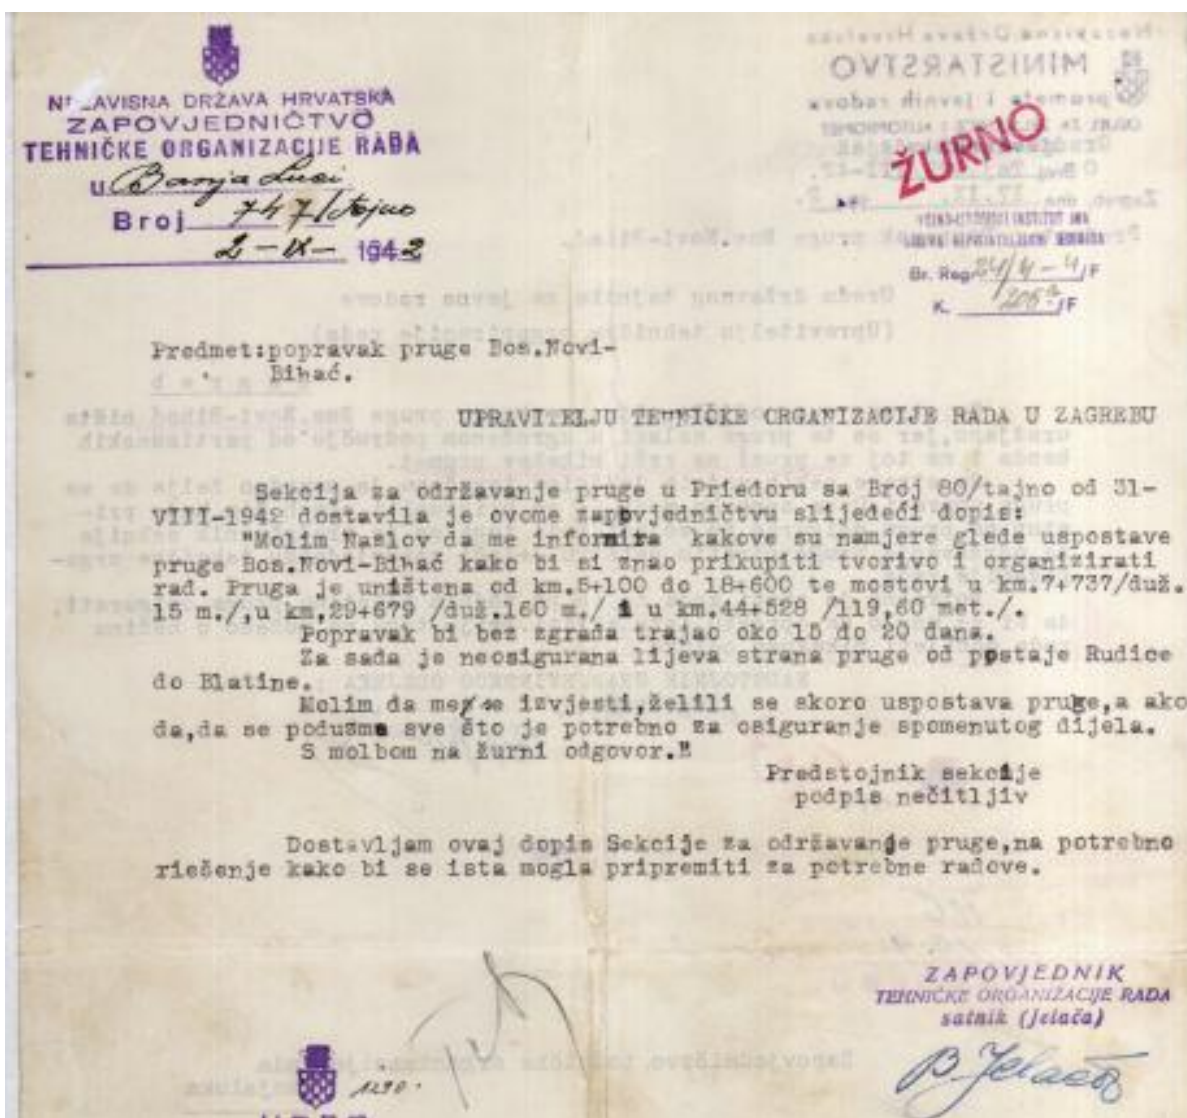 NEZAVISNA DRŽAVA HRVATSKA
ZAPOVJEDNIČTVO
TEHNIČKE ORGANIZACIJE RADA
U Banja Luci
Broj 747/tajno
2-IX- 1942
ŽURNO
Br. Reg. 24/4-4/F
K. /F
Predmet:popravak pruge Bos.Novi-
Bihać.
UPRAVITELJU TEHNIČKE ORGANIZACIJE RADA U ZAGREBU
Sekcija za održavanje pruge u Priedoru sa Broj 80/tajno od 31-
VIII-1942 dostavila je ovome zapovjedničtvu slijedeći dopis:
"Molim Naslov da me informira kakove su namjere glede uspostave
pruge Bos.Novi-Bihać kako bi si znao prikupiti tvorivo i organizirati
rad. Pruga je uništena od km.5+100 do 18+600 te mostovi u km.7+737/duž.
15 m./,u km,29+679 /duž.160 m./ i u km.44+528 /119,60 met./.
Popravak bi bez zgrada trajao oko 15 do 20 dana.
Za sada je neosigurana lijeva strana pruge od postaje Rudice
do Blatine.
Molim da me se izvjesti,želili se skoro uspostava pruge,a ako
da,da se poduzme sve što je potrebno za osiguranje spomenutog dijela.
S molbom na žurni odgovor."
Predstojnik sekcije
podpis nečitljiv
Dostavljam ovaj dopis Sekcije za održavanje pruge,na potrebno
riešenje kako bi se ista mogla pripremiti za potrebne radove.
ZAPOVJEDNIK
TEHNIČKE ORGANIZACIJE RADA
satnik (Jelača)
B. Jelača
1290.